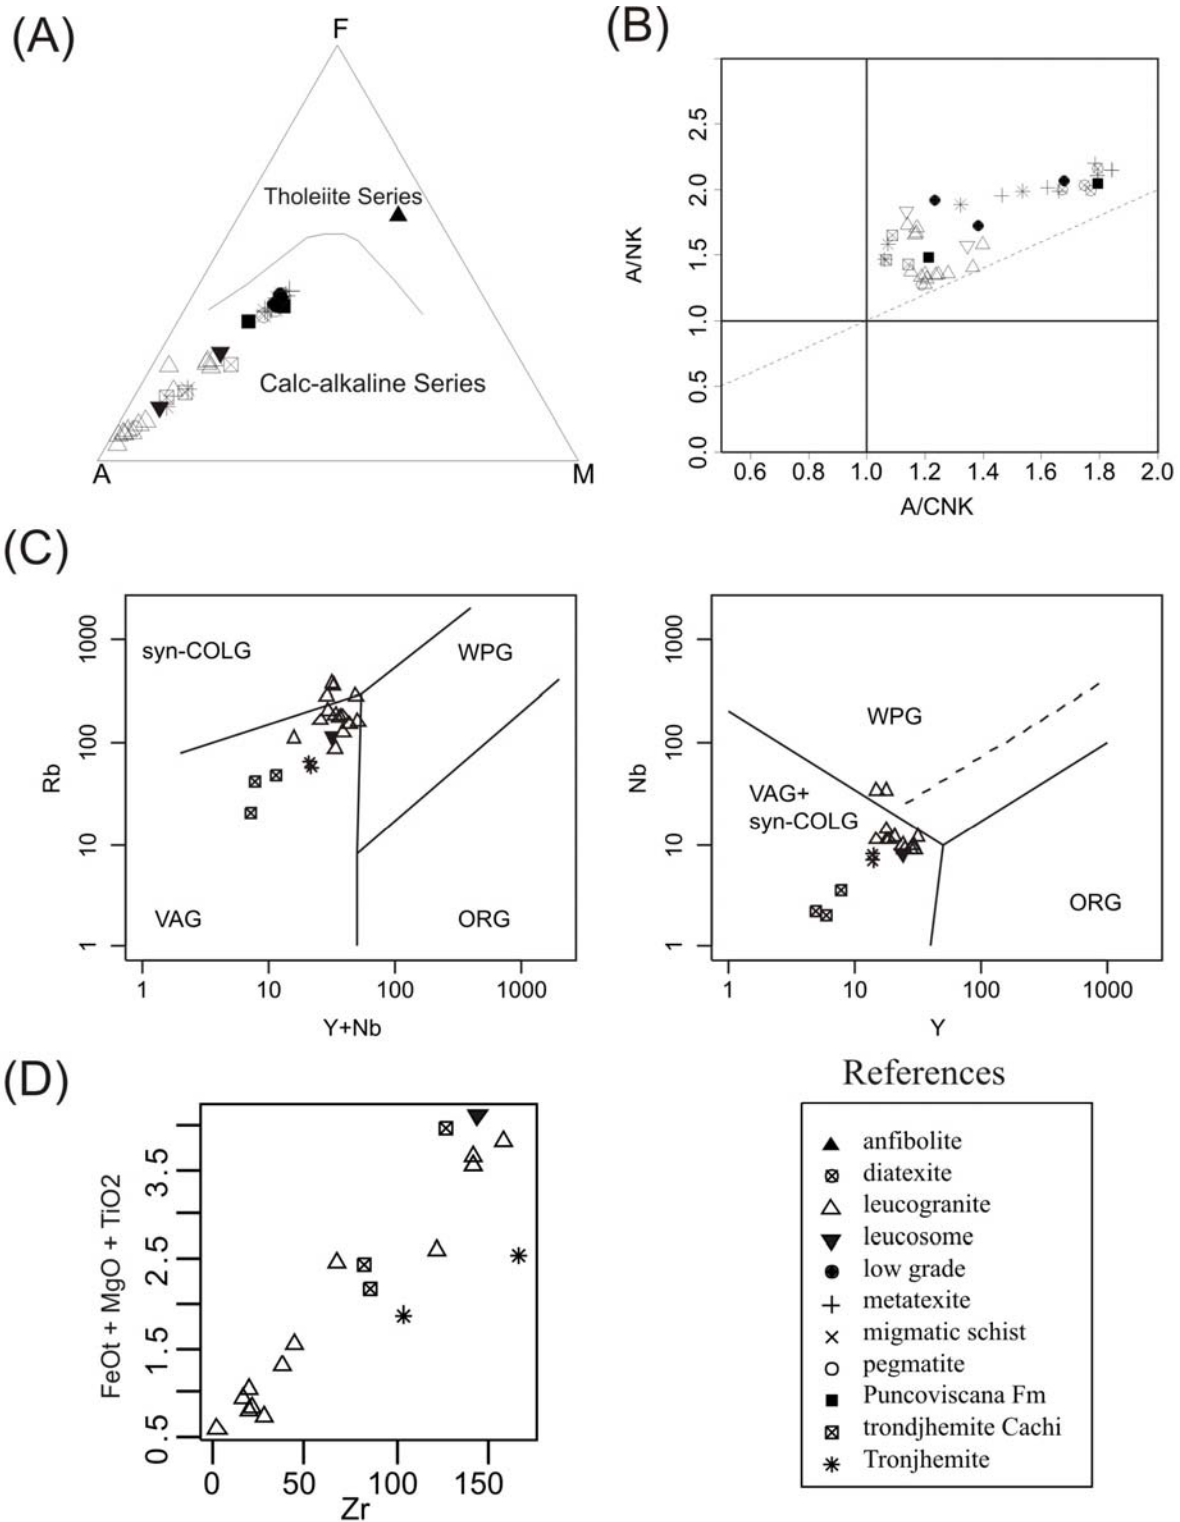 (A)
F
Tholeiite Series
Calc-alkaline Series
A
M
(B)
A/NK
2.5
2.0
1.5
1.0
0.5
0.0
0.6 0.8 1.0 1.2 1.4 1.6 1.8 2.0
A/CNK
(C)
Rb
1000
100
10
1
syn-COLG
WPG
VAG
ORG
1 10 100 1000
Y+Nb
Nb
1000
100
10
1
WPG
VAG+
syn-COLG
ORG
1 10 100 1000
Y
(D)
FeOt + MgO + TiO2
3.5
2.5
1.5
0.5
0 50 100 150
Zr
References
anfibolite
diatexite
leucogranite
leucosome
low grade
metatexite
migmatic schist
pegmatite
Puncoviscana Fm
trondjhemite Cachi
Tronjhemite